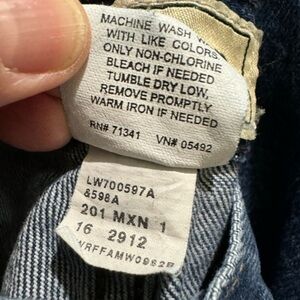 MACHINE WASH
WITH LIKE COLORS
ONLY NON-CHLORINE
BLEACH IF NEEDED
TUMBLE DRY LOW,
REMOVE PROMPTLY
WARM IRON IF NEEDED
RN# 71341 VN# 05492
LW700597A
&598A
201 MXN 1
16 2912